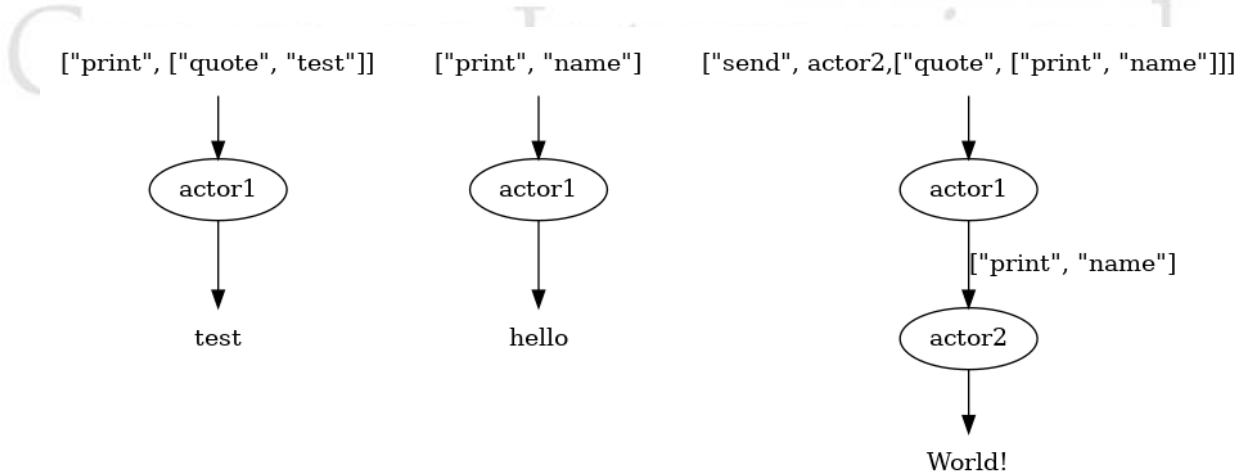 ["print", ["quote", "test"]]
["print", "name"]
["send", actor2,["quote", ["print", "name"]]]
actor1
actor1
actor1
["print", "name"]
test
hello
actor2
World!